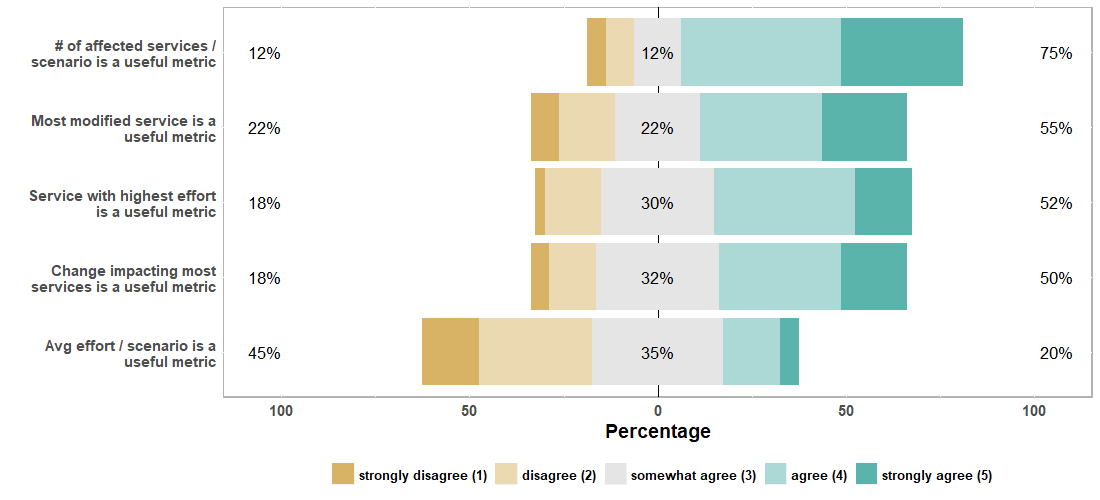 # of affected services /
scenario is a useful metric
12%
12%
75%
Most modified service is a
useful metric
22%
22%
55%
Service with highest effort
is a useful metric
18%
30%
52%
Change impacting most
services is a useful metric
18%
32%
50%
Avg effort / scenario is a
useful metric
45%
35%
20%
100
50
0
50
100
Percentage
strongly disagree (1)
disagree (2)
somewhat agree (3)
agree (4)
strongly agree (5)